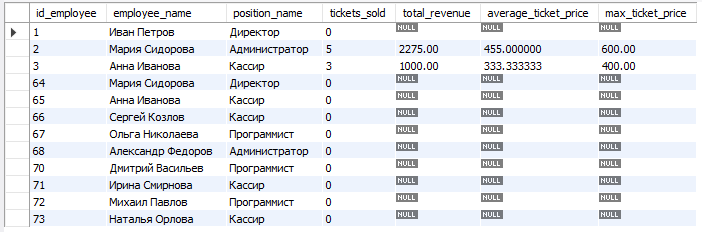 id_employee employee_name position_name tickets_sold total_revenue average_ticket_price max_ticket_price
1 Иван Петров Директор 0 NULL NULL NULL
2 Мария Сидорова Администратор 5 2275.00 455.000000 600.00
3 Анна Иванова Кассир 3 1000.00 333.333333 400.00
64 Мария Сидорова Директор 0 NULL NULL NULL
65 Анна Иванова Кассир 0 NULL NULL NULL
66 Сергей Козлов Кассир 0 NULL NULL NULL
67 Ольга Николаева Программист 0 NULL NULL NULL
68 Александр Федоров Администратор 0 NULL NULL NULL
70 Дмитрий Васильев Программист 0 NULL NULL NULL
71 Ирина Смирнова Кассир 0 NULL NULL NULL
72 Михаил Павлов Программист 0 NULL NULL NULL
73 Наталья Орлова Кассир 0 NULL NULL NULL